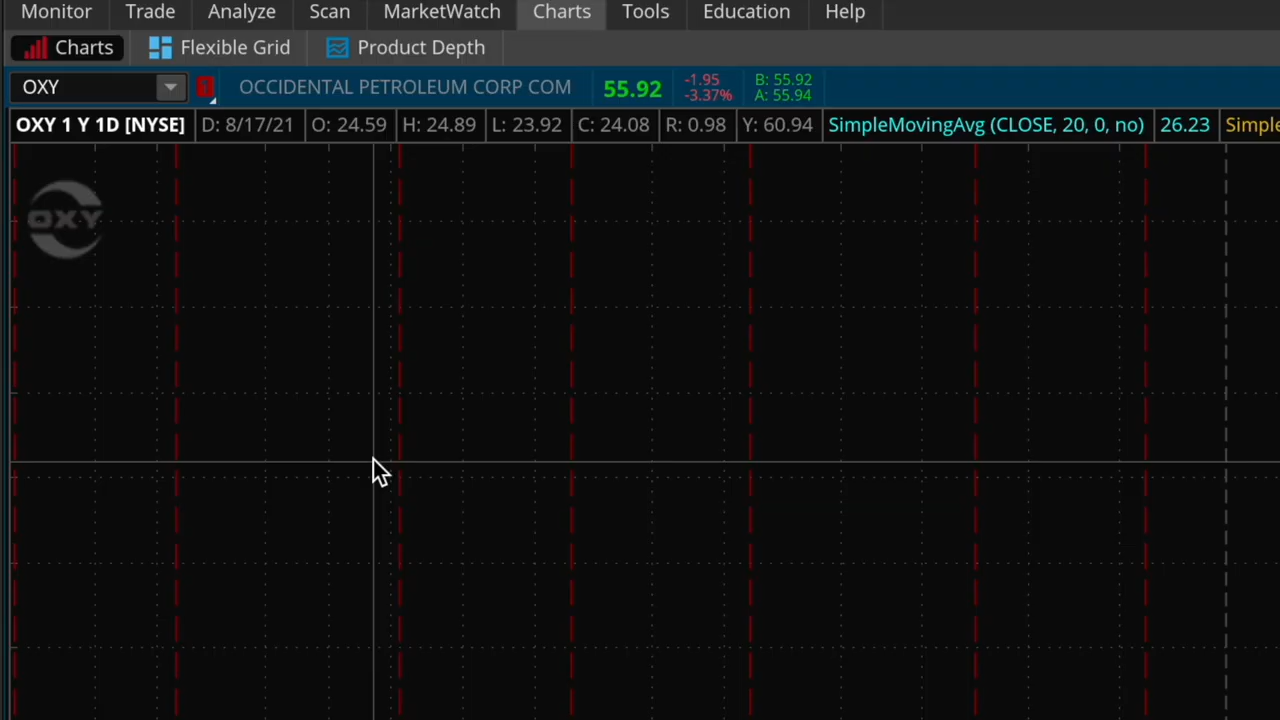 Monitor Trade Analyze Scan MarketWatch Charts Tools Education Help
Charts Flexible Grid Product Depth
OXY 1 OCCIDENTAL PETROLEUM CORP COM 55.92 -1.95 B: 55.92
-3.37% A: 55.94
OXY 1 Y 1D [NYSE] D: 8/17/21 O: 24.59 H: 24.89 L: 23.92 C: 24.08 R: 0.98 Y: 60.94 SimpleMovingAvg (CLOSE, 20, 0, no) 26.23 Simple
OXY